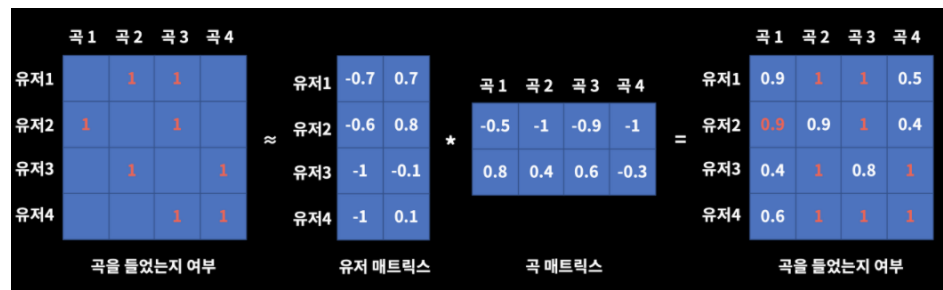 곡 1 곡 2 곡 3 곡 4
유저1 1 1
유저2 1 1
유저3 1 1
유저4 1 1
곡을 들었는지 여부
≈
유저1 -0.7 0.7
유저2 -0.6 0.8
유저3 -1 -0.1
유저4 -1 0.1
유저 매트릭스
*
곡 1 곡 2 곡 3 곡 4
-0.5 -1 -0.9 -1
0.8 0.4 0.6 -0.3
곡 매트릭스
=
곡 1 곡 2 곡 3 곡 4
유저1 0.9 1 1 0.5
유저2 0.9 0.9 1 0.4
유저3 0.4 1 0.8 1
유저4 0.6 1 1 1
곡을 들었는지 여부